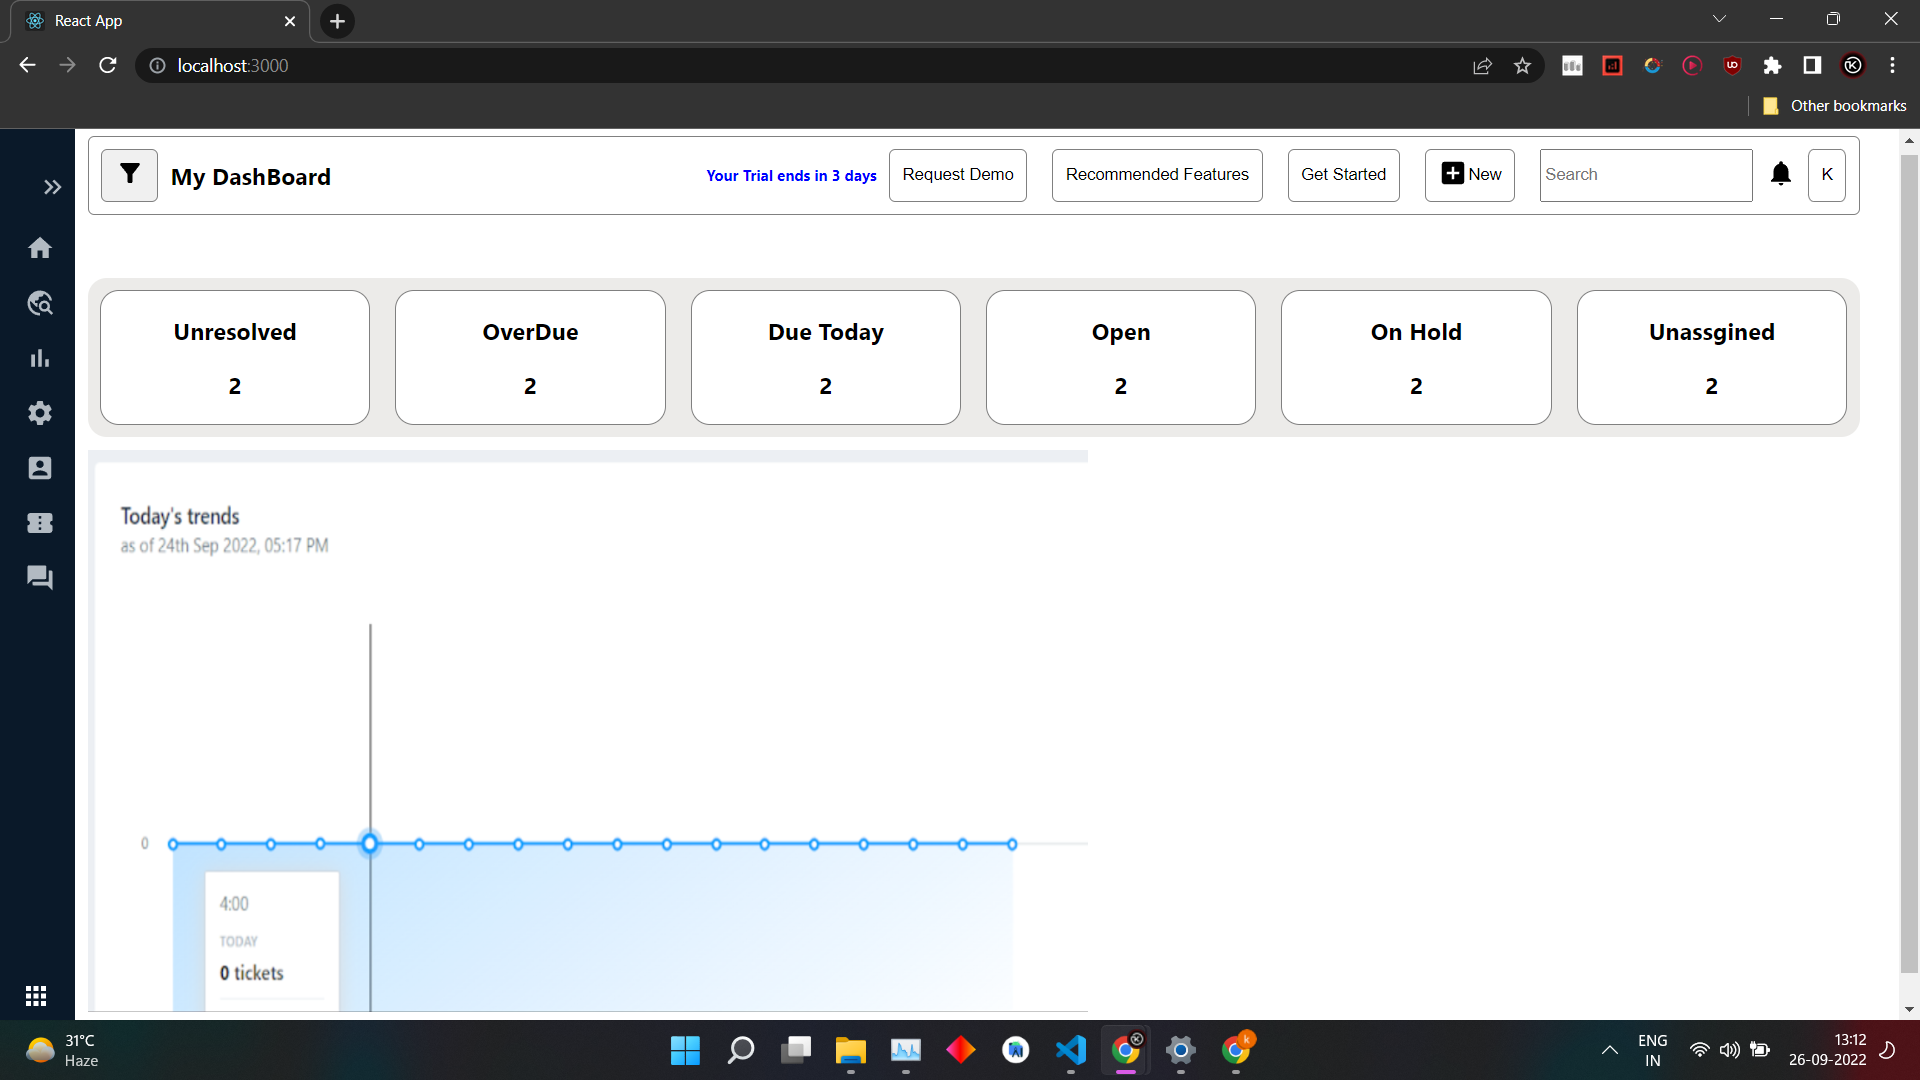 React App
localhost:3000
Other bookmarks
My DashBoard
Your Trial ends in 3 days
Request Demo
Recommended Features
Get Started
New
Search
K
Unresolved
2
OverDue
2
Due Today
2
Open
2
On Hold
2
Unassgined
2
Today's trends
as of 24th Sep 2022, 05:17 PM
0
4:00
TODAY
0 tickets
31°C
Haze
ENG
IN
13:12
26-09-2022